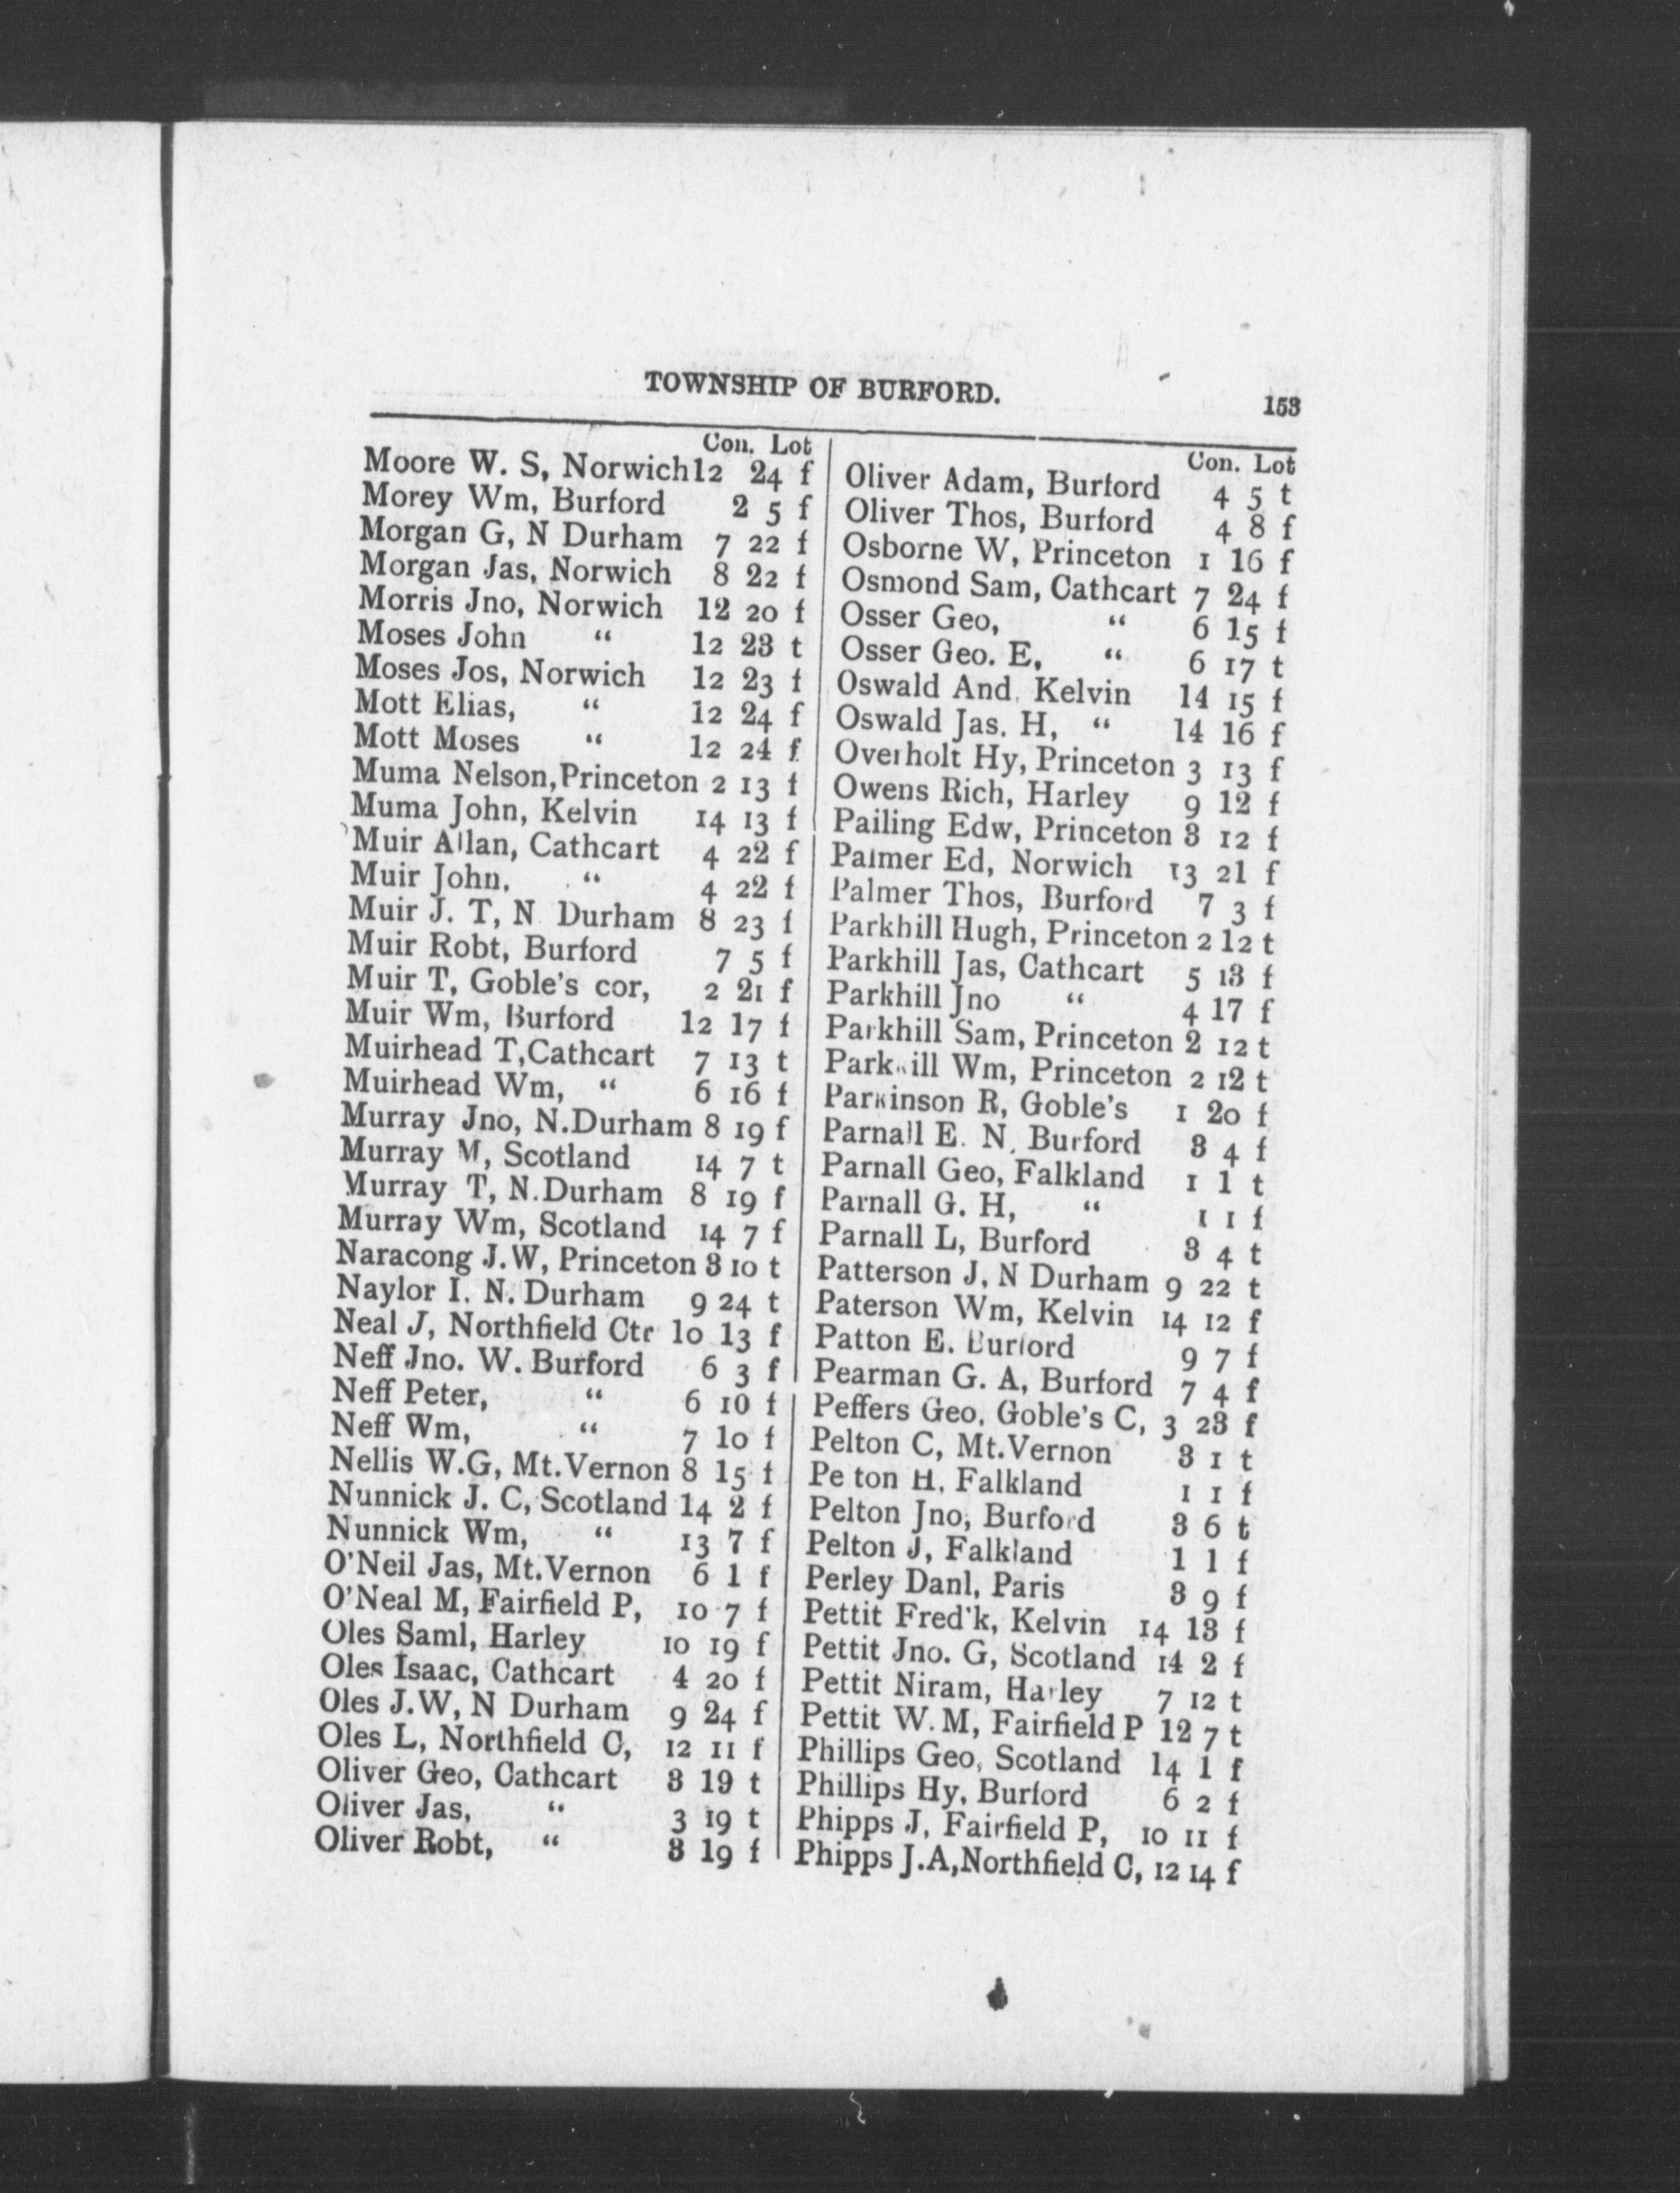 TOWNSHIP OF BURFORD. 153
Con. Lot
Moore W. S, Norwich 12 24 f
Morey Wm, Burford 2 5 f
Morgan G, N Durham 7 22 f
Morgan Jas, Norwich 8 22 f
Morris Jno, Norwich 12 20 f
Moses John “ 12 23 t
Moses Jos, Norwich 12 23 f
Mott Elias, “ 12 24 f
Mott Moses “ 12 24 f
Muma Nelson, Princeton 2 13 f
Muma John, Kelvin 14 13 f
Muir Allan, Cathcart 4 22 f
Muir John, “ 4 22 f
Muir J. T, N Durham 8 23 f
Muir Robt, Burford 7 5 f
Muir T, Goble's cor, 2 21 f
Muir Wm, Burford 12 17 f
Muirhead T, Cathcart 7 13 t
Muirhead Wm, “ 6 16 f
Murray Jno, N. Durham 8 19 f
Murray M, Scotland 14 7 t
Murray T, N. Durham 8 19 f
Murray Wm, Scotland 14 7 f
Naracong J. W, Princeton 3 10 t
Naylor I. N. Durham 9 24 t
Neal J, Northfield Ctr 10 13 f
Neff Jno. W. Burford 6 3 f
Neff Peter, “ 6 10 f
Neff Wm, “ 7 10 f
Nellis W. G, Mt. Vernon 8 15 f
Nunnick J. C, Scotland 14 2 f
Nunnick Wm, “ 13 7 f
O'Neil Jas, Mt. Vernon 6 1 f
O'Neal M, Fairfield P, 10 7 f
Oles Saml, Harley 10 19 f
Oles Isaac, Cathcart 4 20 f
Oles J. W, N Durham 9 24 f
Oles L, Northfield C, 12 11 f
Oliver Geo, Cathcart 3 19 t
Oliver Jas, “ 3 19 t
Oliver Robt, “ 3 19 f
Con. Lot
Oliver Adam, Burford 4 5 t
Oliver Thos, Burford 4 8 f
Osborne W, Princeton 1 16 f
Osmond Sam, Cathcart 7 24 f
Osser Geo, “ 6 15 f
Osser Geo. E, “ 6 17 t
Oswald And, Kelvin 14 15 f
Oswald Jas. H, “ 14 16 f
Overholt Hy, Princeton 3 13 f
Owens Rich, Harley 9 12 f
Pailing Edw, Princeton 3 12 f
Palmer Ed, Norwich 13 21 f
Palmer Thos, Burford 7 3 f
Parkhill Hugh, Princeton 2 12 t
Parkhill Jas, Cathcart 5 13 f
Parkhill Jno “ 4 17 f
Parkhill Sam, Princeton 2 12 t
Parkhill Wm, Princeton 2 12 t
Parkinson R, Goble's 1 20 f
Parnall E. N, Burford 3 4 f
Parnall Geo, Falkland 1 1 t
Parnall G. H, “ 1 1 f
Parnall L, Burford 3 4 t
Patterson J, N Durham 9 22 t
Paterson Wm, Kelvin 14 12 f
Patton E. Burford 9 7 f
Pearman G. A, Burford 7 4 f
Peffers Geo, Goble's C, 3 23 f
Pelton C, Mt. Vernon 3 1 t
Pe ton H, Falkland 1 1 f
Pelton Jno, Burford 3 6 t
Pelton J, Falkland 1 1 f
Perley Danl, Paris 3 9 f
Pettit Fred'k, Kelvin 14 13 f
Pettit Jno. G, Scotland 14 2 f
Pettit Niram, Harley 7 12 t
Pettit W. M, Fairfield P 12 7 t
Phillips Geo, Scotland 14 1 f
Phillips Hy, Burford 6 2 f
Phipps J, Fairfield P, 10 11 f
Phipps J. A, Northfield C, 12 14 f